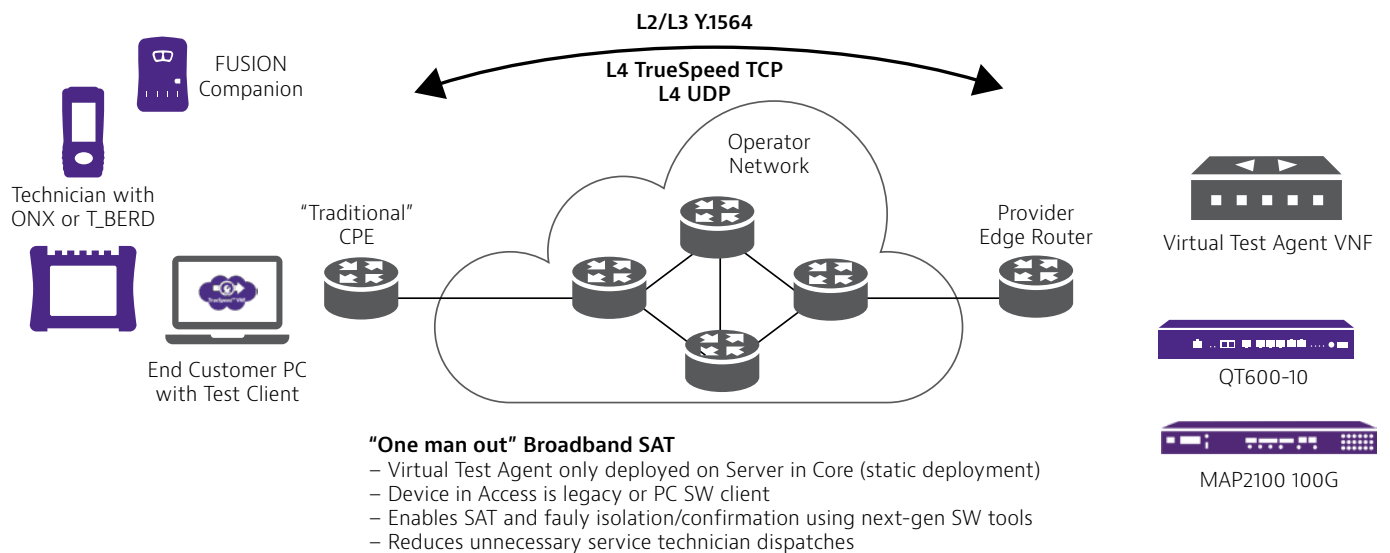 L2/L3 Y.1564
L4 TrueSpeed TCP
L4 UDP
FUSION
Companion
Technician with
ONX or T_BERD
TrueSpeed™ VNF
End Customer PC
with Test Client
“Traditional”
CPE
Operator
Network
Provider
Edge Router
Virtual Test Agent VNF
QT600-10
MAP2100 100G
“One man out” Broadband SAT
– Virtual Test Agent only deployed on Server in Core (static deployment)
– Device in Access is legacy or PC SW client
– Enables SAT and fauly isolation/confirmation using next-gen SW tools
– Reduces unnecessary service technician dispatches